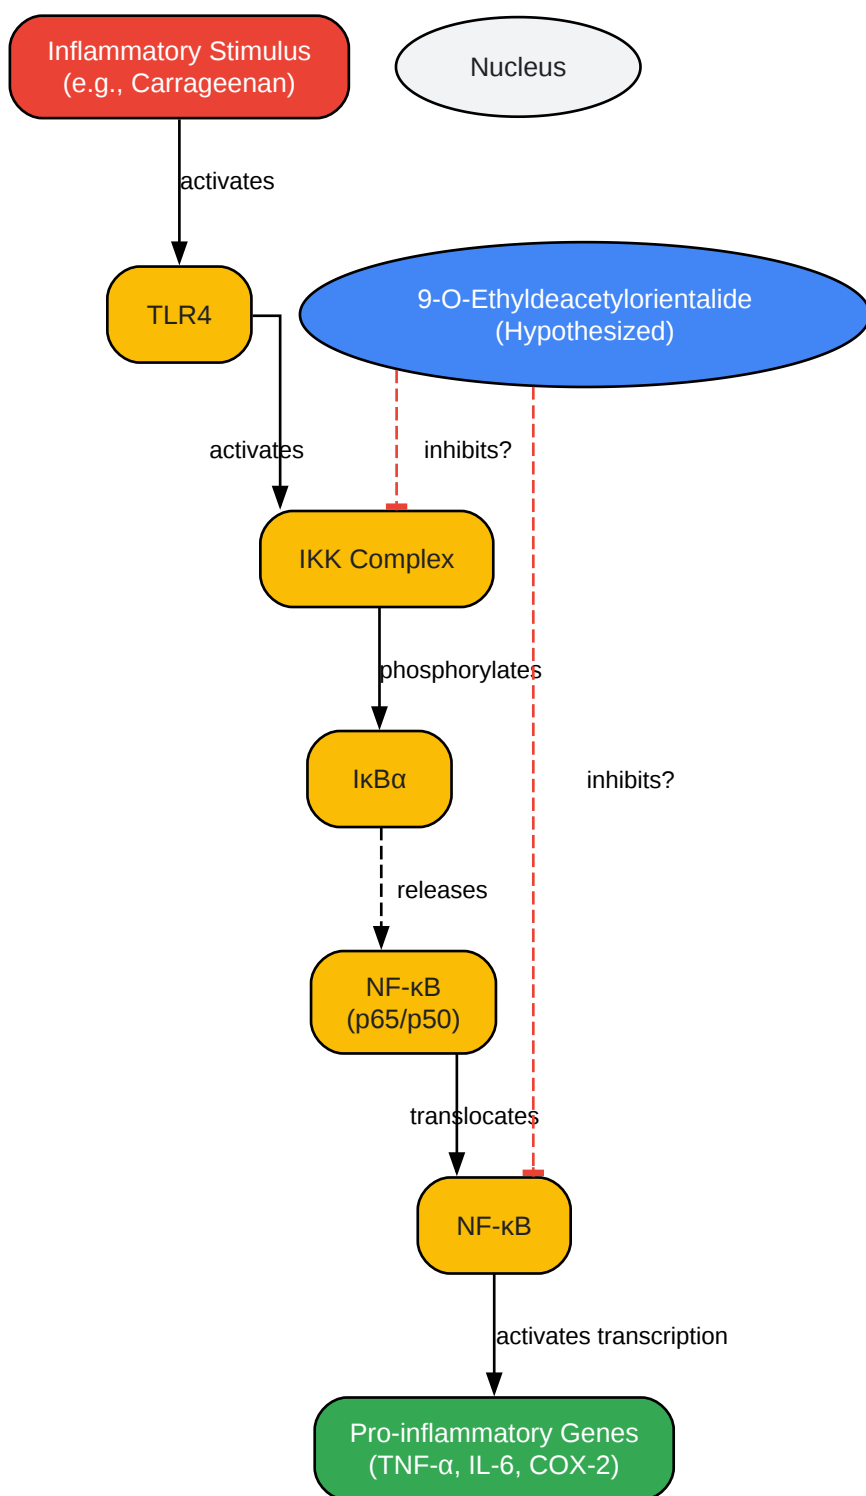 Inflammatory Stimulus
(e.g., Carrageenan)
Nucleus
activates
TLR4
9-O-Ethyldeacetylorientalide
(Hypothesized)
activates
inhibits?
IKK Complex
phosphorylates
IκBα
inhibits?
releases
NF-κB
(p65/p50)
translocates
NF-κB
activates transcription
Pro-inflammatory Genes
(TNF-α, IL-6, COX-2)